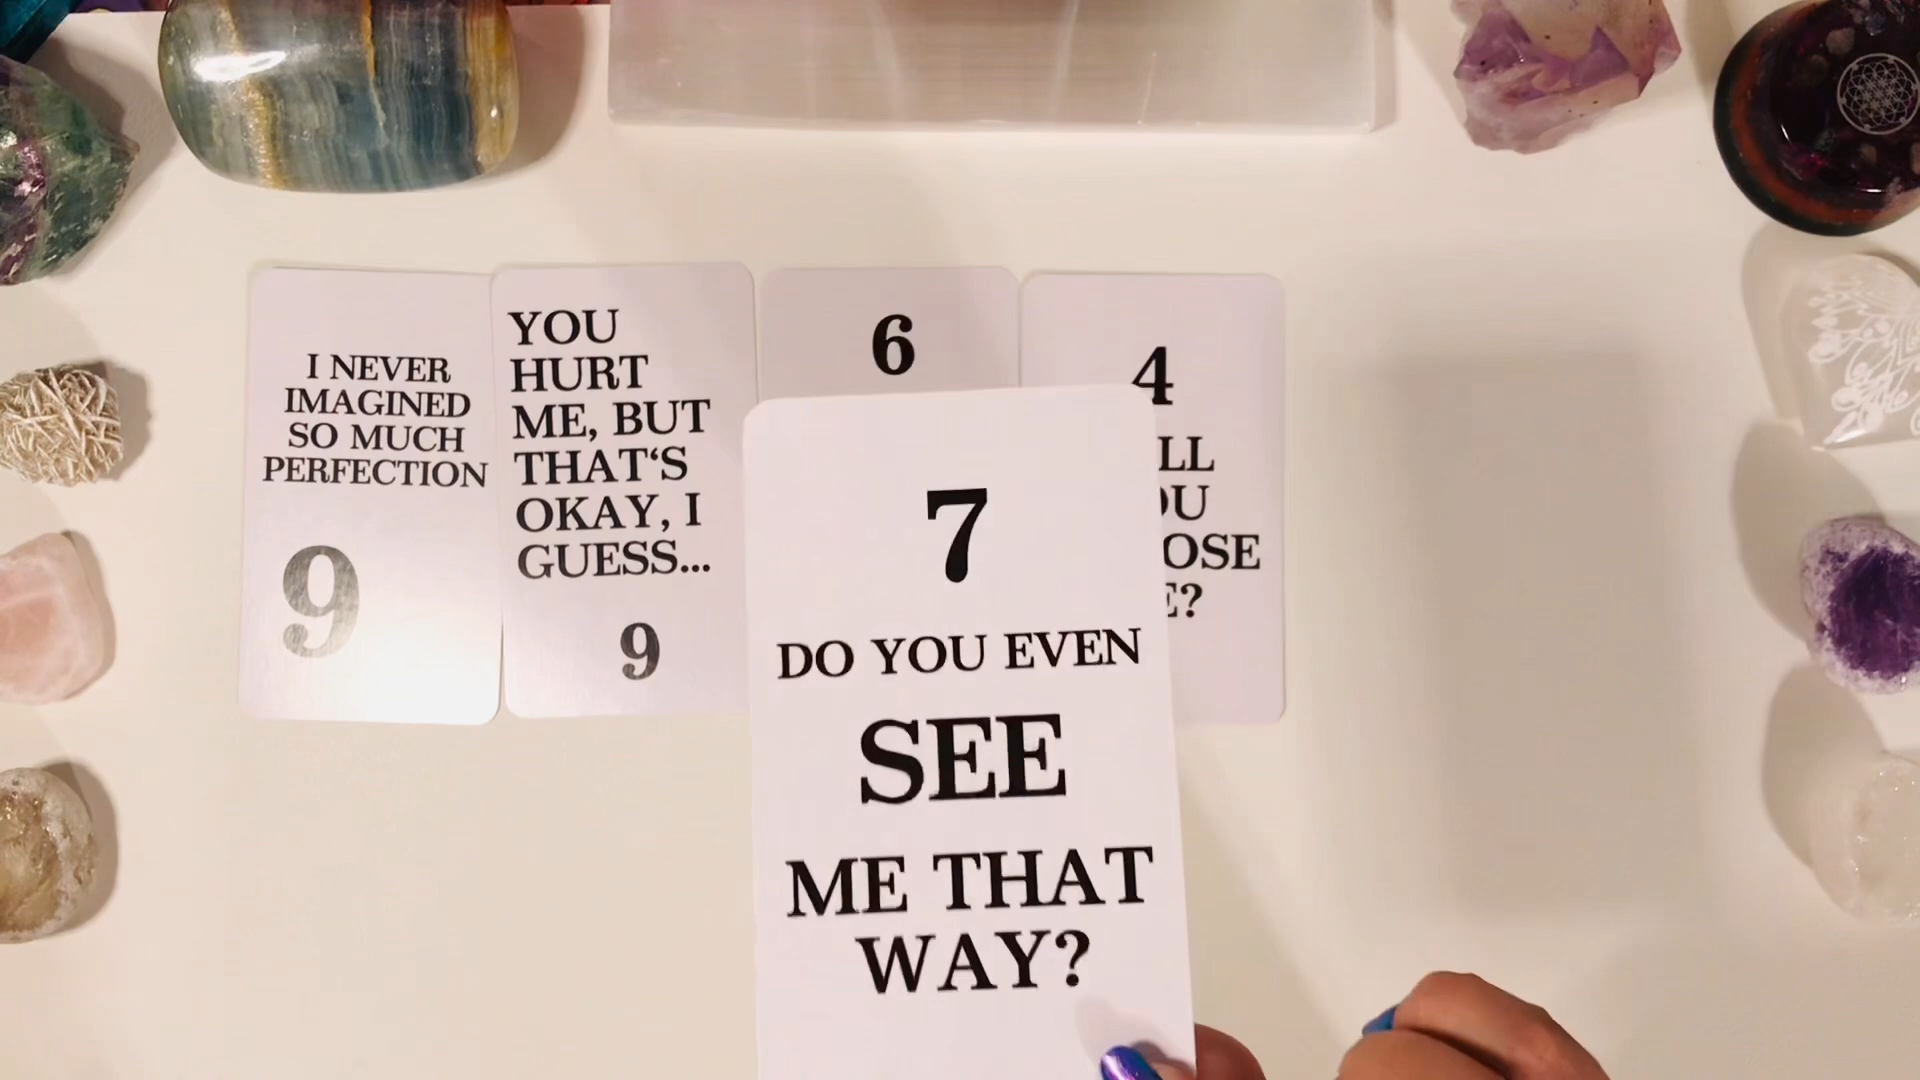 I NEVER
IMAGINED
SO MUCH
PERFECTION
9
YOU
HURT
ME, BUT
THAT‘S
OKAY, I
GUESS...
9
6
4
7
DO YOU EVEN
SEE
ME THAT
WAY?